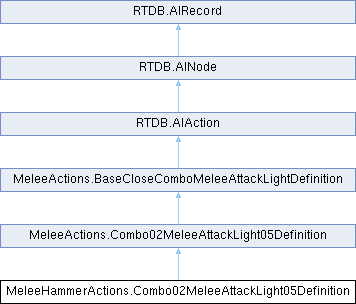 RTDB.AIRecord
RTDB.AINode
RTDB.AIAction
MeleeActions.BaseCloseComboMeleeAttackLightDefinition
MeleeActions.Combo02MeleeAttackLight05Definition
MeleeHammerActions.Combo02MeleeAttackLight05Definition